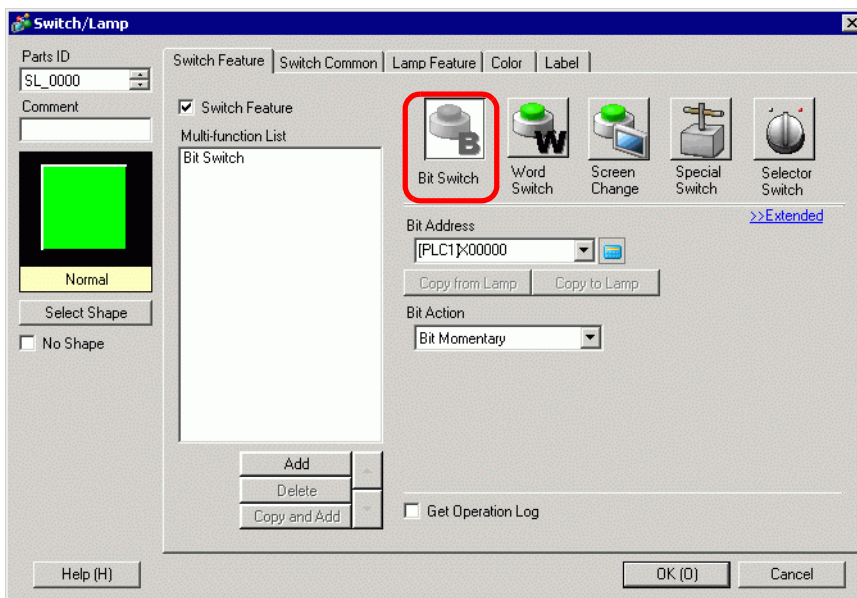 Switch/Lamp
Parts ID
SL_0000
Comment
Normal
Select Shape
No Shape
Switch Feature Switch Common Lamp Feature Color Label
Switch Feature
Multi-function List
Bit Switch
Add
Delete
Copy and Add
B
W
Bit Switch
Word Switch
Screen Change
Special Switch
Selector Switch
>>Extended
Bit Address
[PLC1]X00000
Copy from Lamp Copy to Lamp
Bit Action
Bit Momentary
Get Operation Log
Help (H)
OK (O) Cancel